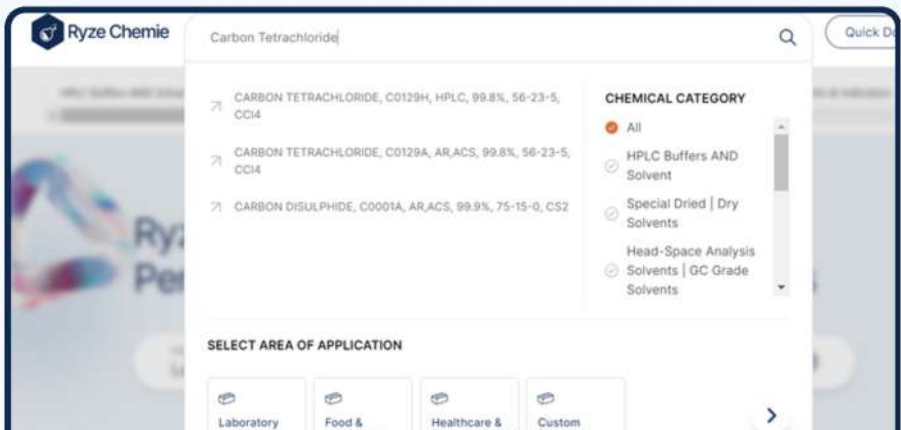 Ryze Chemie
Carbon Tetrachloride
Quick Do
CARBON TETRACHLORIDE, C0129H, HPLC, 99.8%, 56-23-5,
CCl4
CARBON TETRACHLORIDE, C0129A, AR,ACS, 99.8%, 56-23-5,
CCl4
CARBON DISULPHIDE, C0001A, AR,ACS, 99.9%, 75-15-0, CS2
CHEMICAL CATEGORY
All
HPLC Buffers AND
Solvent
Special Dried | Dry
Solvents
Head-Space Analysis
Solvents | GC Grade
Solvents
Ryz
Per
SELECT AREA OF APPLICATION
Laboratory
Food &
Healthcare &
Custom